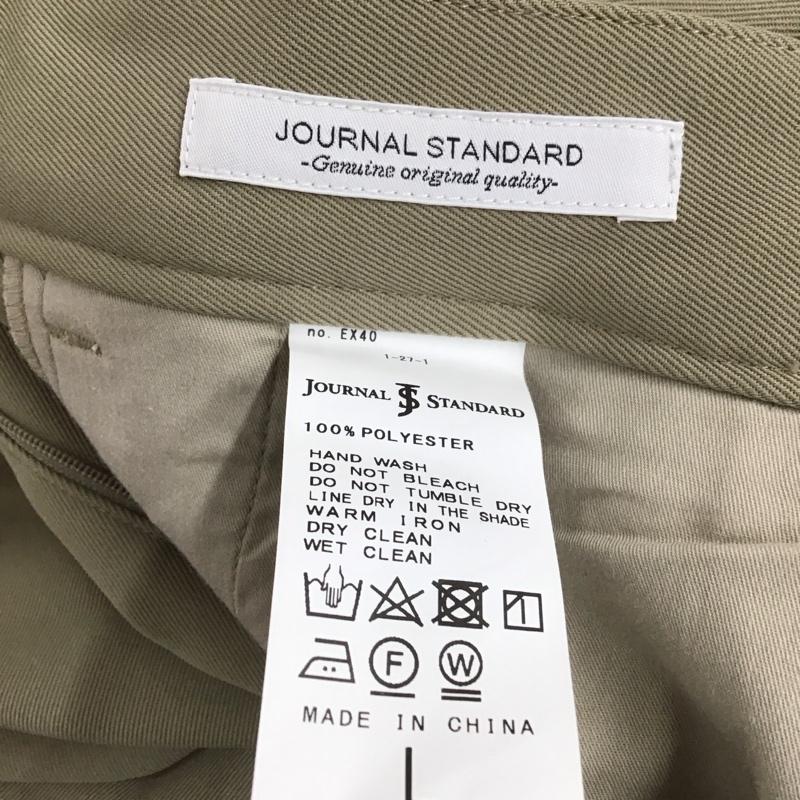 JOURNAL STANDARD
-Genuine original quality-
no. EX40
1-27-1
JOURNAL JS STANDARD
100% POLYESTER
HAND WASH
DO NOT BLEACH
DO NOT TUMBLE DRY
LINE DRY IN THE SHADE
WARM IRON
DRY CLEAN
WET CLEAN
F W
MADE IN CHINA